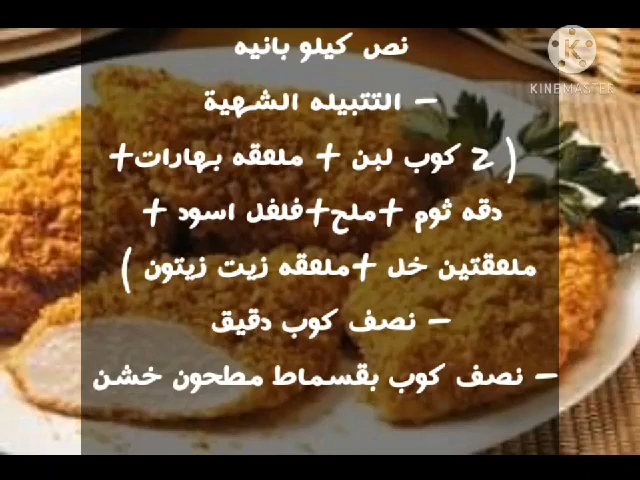 نص كيلو بانيه
– التتبيله الشهية
( 2 كوب لبن + ملعقه بهارات+
دقه ثوم +ملح+فلفل اسود +
ملعقتين خل +ملعقه زيت زيتون )
– نصف كوب دقيق
– نصف كوب بقسماط مطحون خشن
K
KINEMASTER